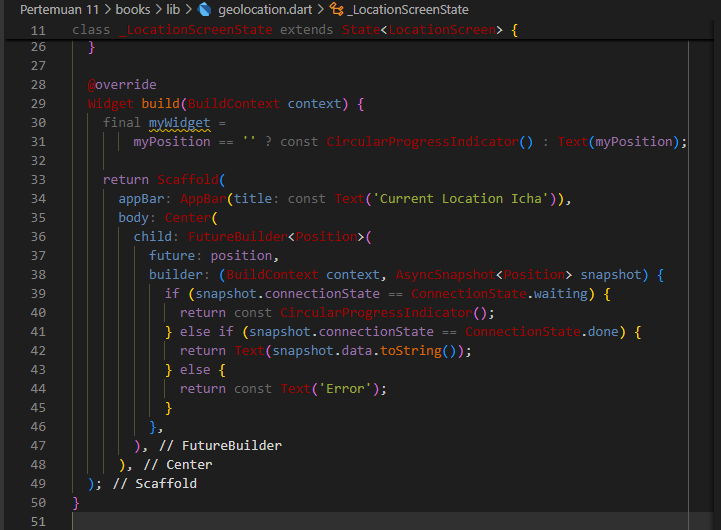 Pertemuan 11 > books > lib > geolocation.dart > _LocationScreenState
11 class _LocationScreenState extends State<LocationScreen> {
26 }
27
28 @override
29 Widget build(BuildContext context) {
30 final myWidget =
31 myPosition == '' ? const CircularProgressIndicator() : Text(myPosition);
32
33 return Scaffold(
34 appBar: AppBar(title: const Text('Current Location Icha')),
35 body: Center(
36 child: FutureBuilder<Position>(
37 future: position,
38 builder: (BuildContext context, AsyncSnapshot<Position> snapshot) {
39 if (snapshot.connectionState == ConnectionState.waiting) {
40 return const CircularProgressIndicator();
41 } else if (snapshot.connectionState == ConnectionState.done) {
42 return Text(snapshot.data.toString());
43 } else {
44 return const Text('Error');
45 }
46 },
47 ), // FutureBuilder
48 ), // Center
49 ); // Scaffold
50 }
51